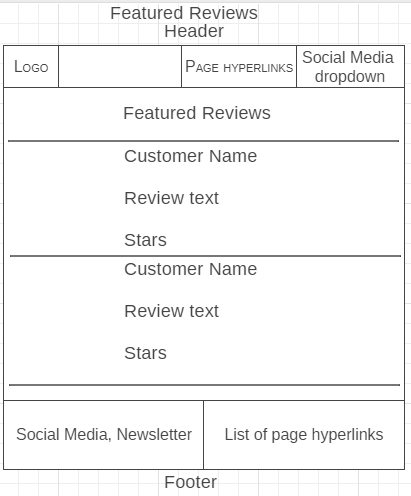 Featured Reviews
Header
Logo
Page hyperlinks
Social Media
dropdown
Featured Reviews
Customer Name
Review text
Stars
Customer Name
Review text
Stars
Social Media, Newsletter
List of page hyperlinks
Footer